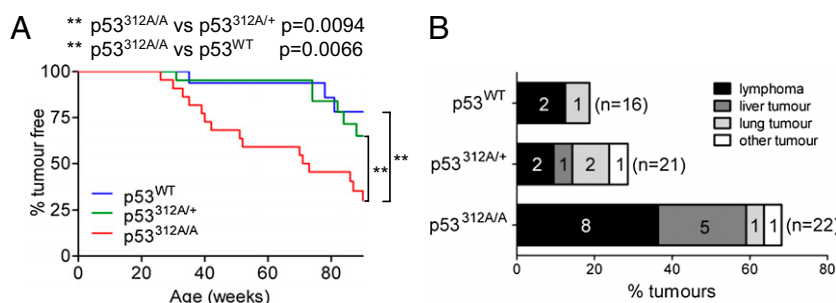 A
** p53312A/A vs p53312A/+ p=0.0094
** p53312A/A vs p53WT p=0.0066
% tumour free
100
75
50
25
0
**
**
p53WT
p53312A/+
p53312A/A
0 20 40 60 80
Age (weeks)
B
lymphoma
liver tumour
lung tumour
other tumour
p53WT 2 1 (n=16)
p53312A/+ 2 1 2 1 (n=21)
p53312A/A 8 5 1 1 (n=22)
0 20 40 60 80
% tumours